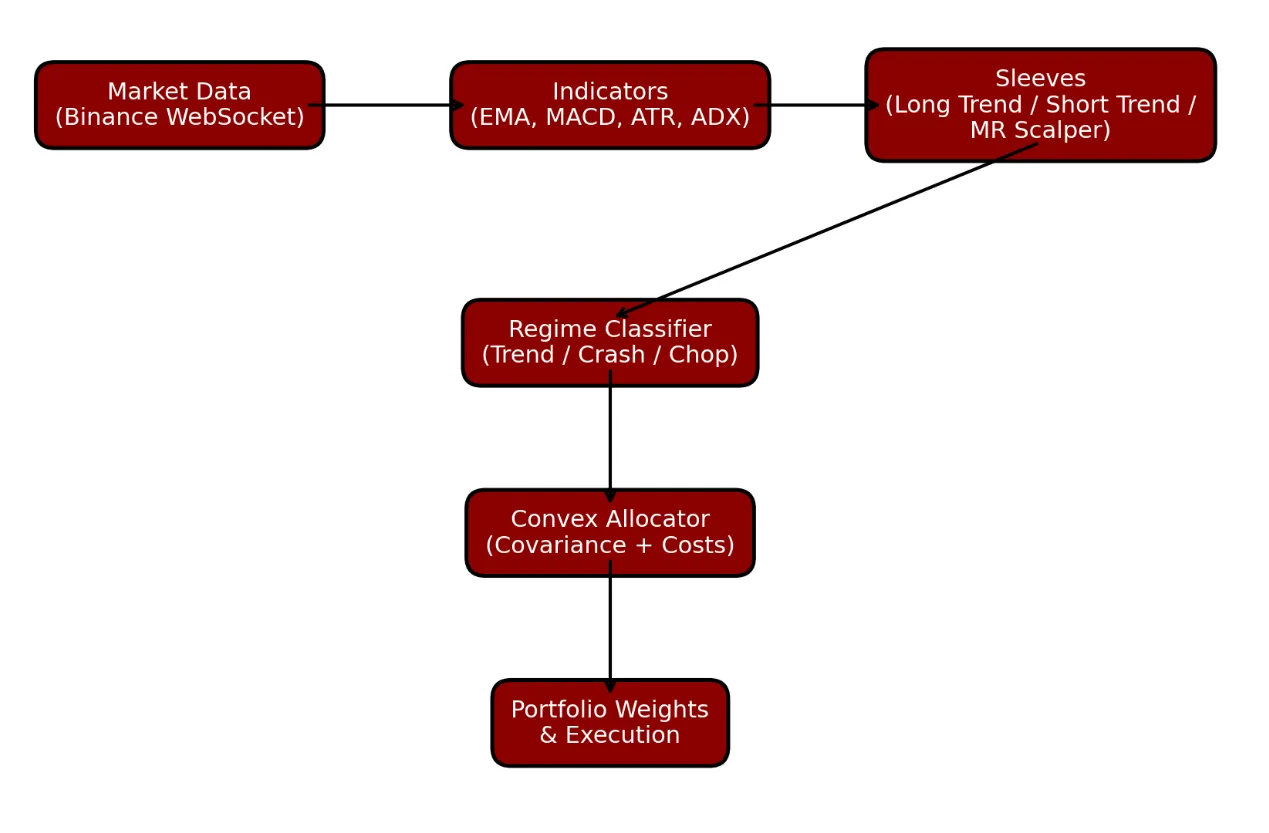 Market Data
(Binance WebSocket)
Indicators
(EMA, MACD, ATR, ADX)
Sleeves
(Long Trend / Short Trend /
MR Scalper)
Regime Classifier
(Trend / Crash / Chop)
Convex Allocator
(Covariance + Costs)
Portfolio Weights
& Execution